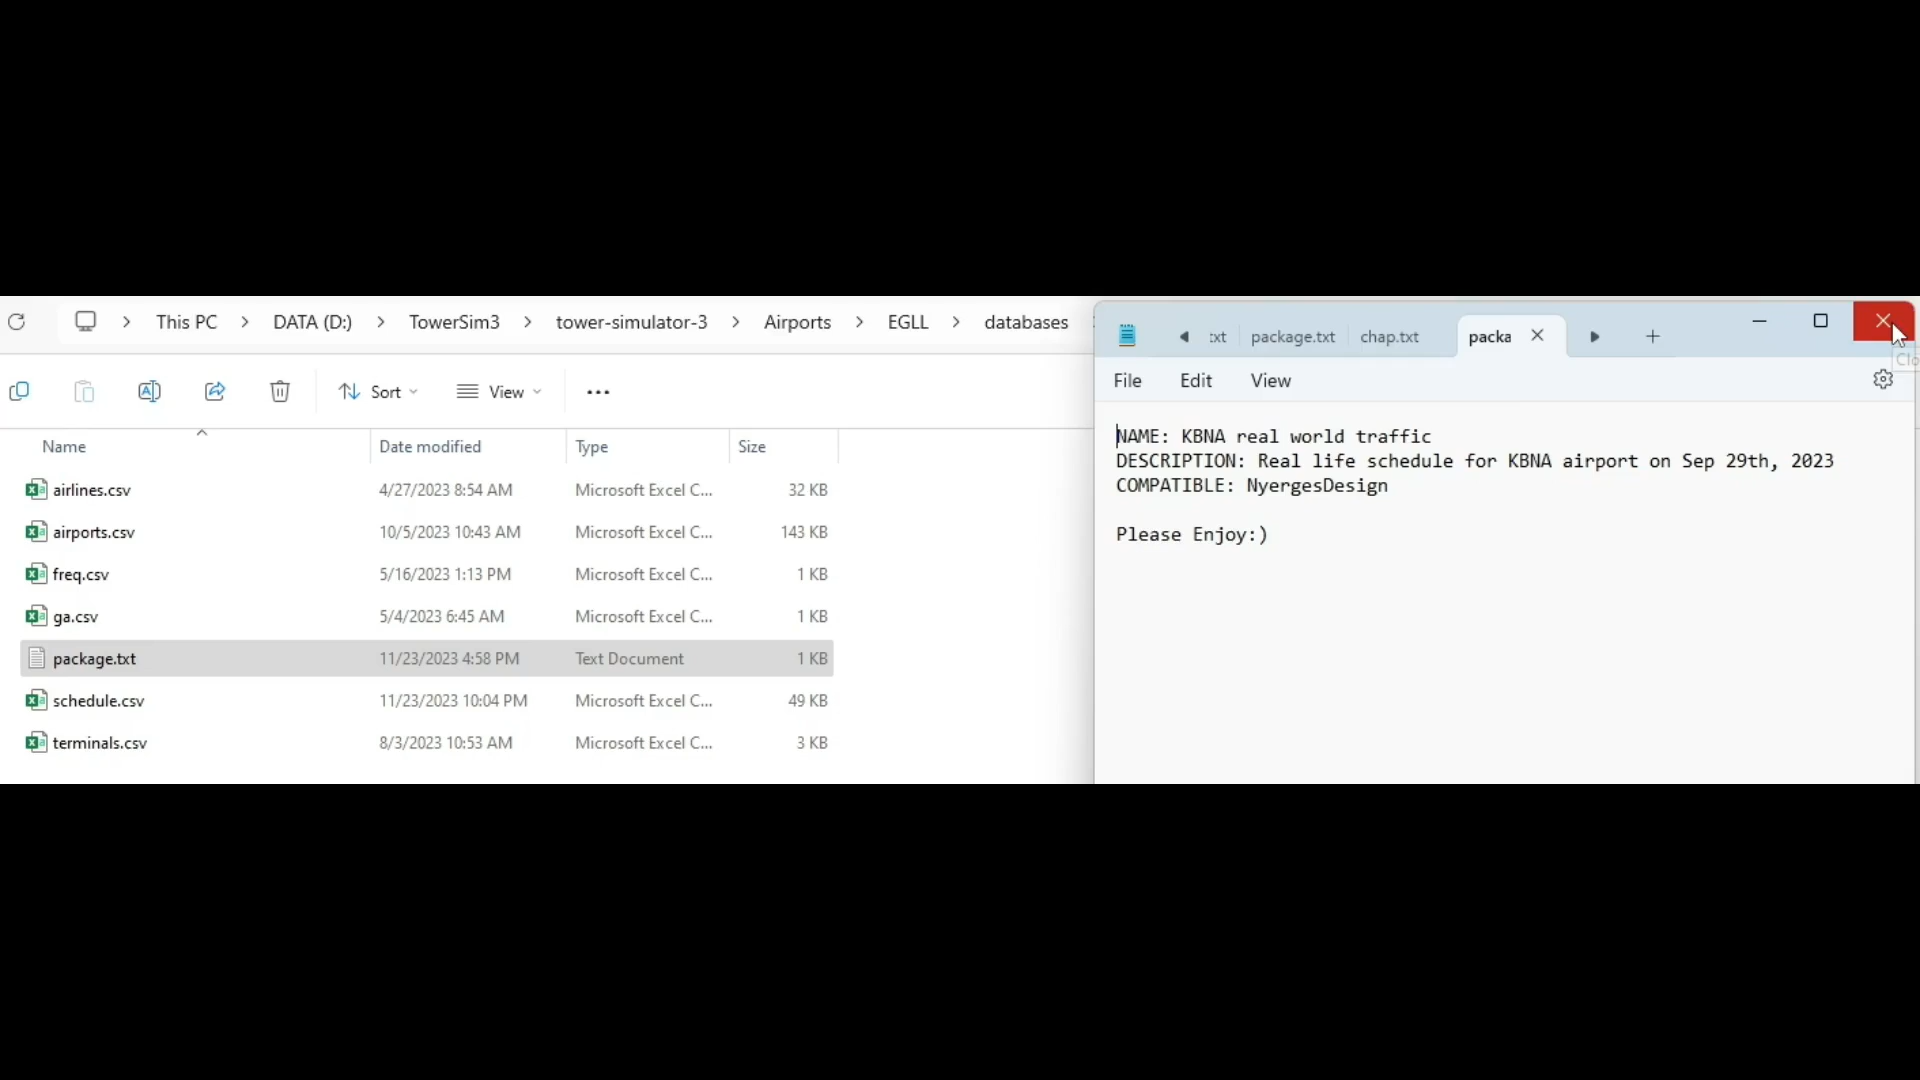 This PC > DATA (D:) > TowerSim3 > tower-simulator-3 > Airports > EGLL > databases
Sort
View
Name Date modified Type Size
airlines.csv 4/27/2023 8:54 AM Microsoft Excel C... 32 KB
airports.csv 10/5/2023 10:43 AM Microsoft Excel C... 143 KB
freq.csv 5/16/2023 1:13 PM Microsoft Excel C... 1 KB
ga.csv 5/4/2023 6:45 AM Microsoft Excel C... 1 KB
package.txt 11/23/2023 4:58 PM Text Document 1 KB
schedule.csv 11/23/2023 10:04 PM Microsoft Excel C... 49 KB
terminals.csv 8/3/2023 10:53 AM Microsoft Excel C... 3 KB
txt package.txt chap.txt packa
Clo
File Edit View
NAME: KBNA real world traffic
DESCRIPTION: Real life schedule for KBNA airport on Sep 29th, 2023
COMPATIBLE: NyergesDesign
Please Enjoy:)